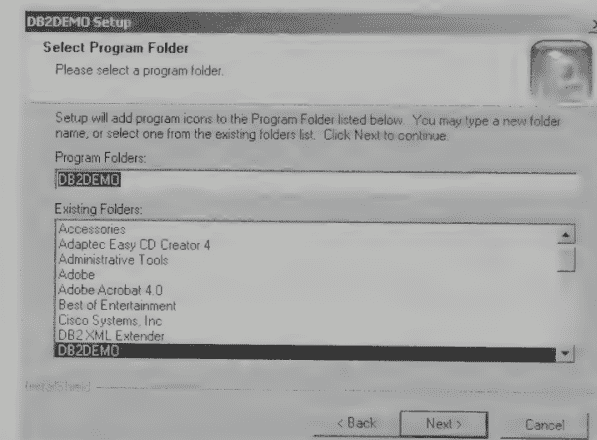 DB2DEMO Setup
Select Program Folder
Please select a program folder.
Setup will add program icons to the Program Folder listed below. You may type a new folder
name, or select one from the existing folders list. Click Next to continue.
Program Folders:
DB2DEMO
Existing Folders:
Accessories
Adaptec Easy CD Creator 4
Administrative Tools
Adobe
Adobe Acrobat 4.0
Best of Entertainment
Cisco Systems, Inc
DB2 XML Extender
DB2DEMO
InstallShield
< Back
Next >
Cancel